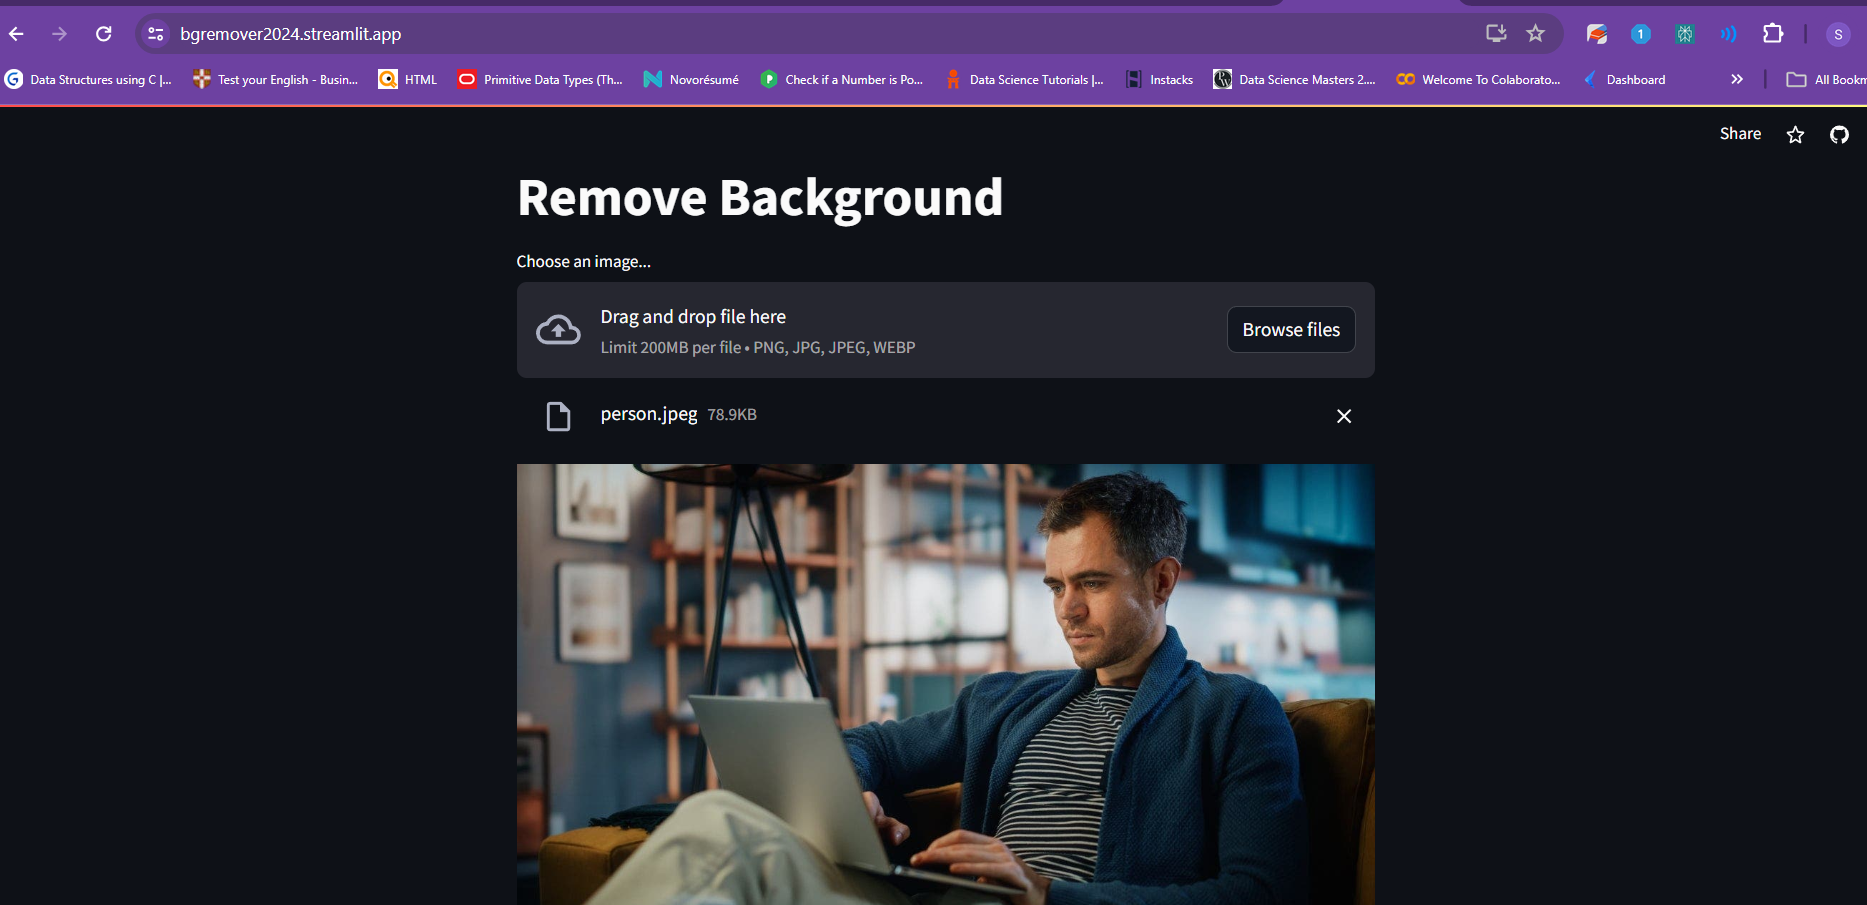 bgremover2024.streamlit.app
1
S
Data Structures using C |...
Test your English - Busin...
HTML
Primitive Data Types (Th...
Novorésumé
Check if a Number is Po...
Data Science Tutorials |...
Instacks
Data Science Masters 2....
Welcome To Colaborato...
Dashboard
All Bookm
Share
Remove Background
Choose an image...
Drag and drop file here
Limit 200MB per file • PNG, JPG, JPEG, WEBP
Browse files
person.jpeg 78.9KB